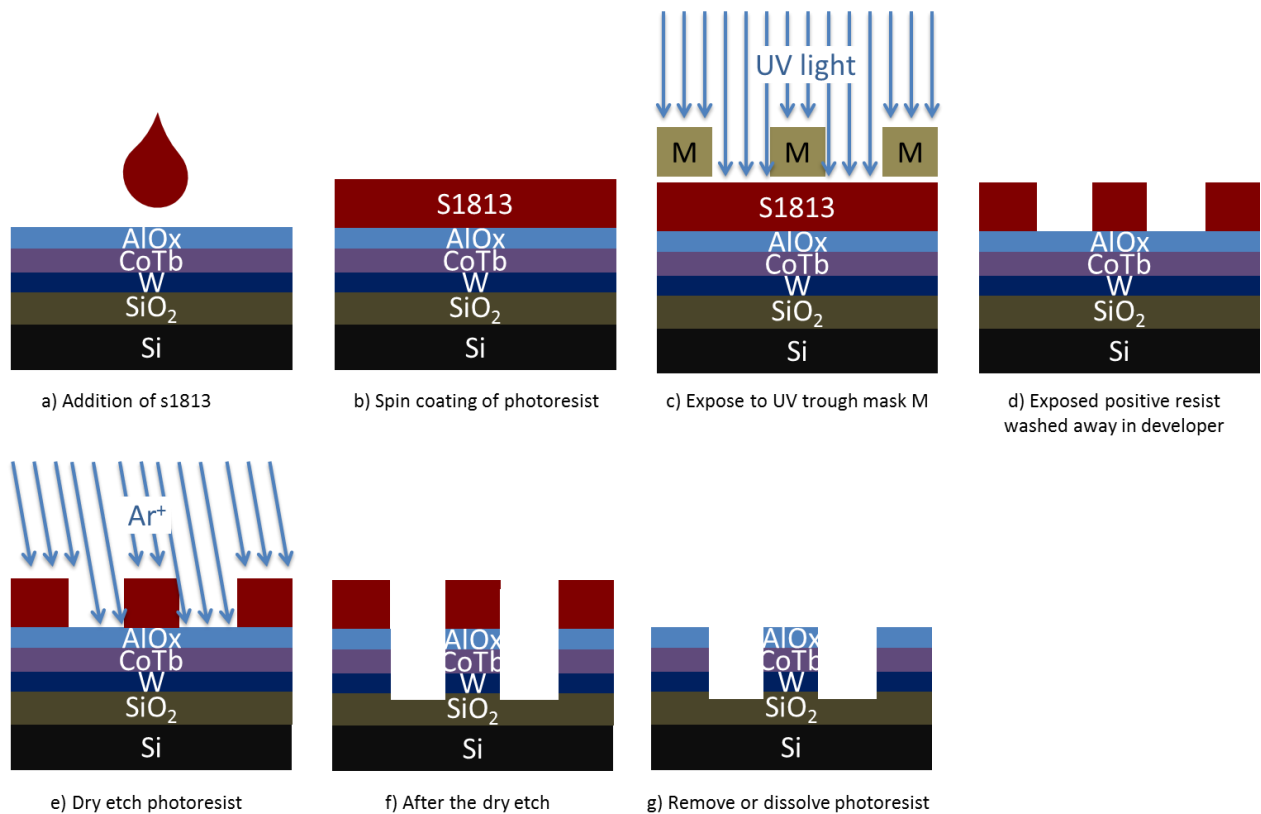 AlOx
CoTb
W
SiO2
Si
a) Addition of s1813
S1813
AlOx
CoTb
W
SiO2
Si
b) Spin coating of photoresist
UV light
M M M
S1813
AlOx
CoTb
W
SiO2
Si
c) Expose to UV trough mask M
AlOx
CoTb
W
SiO2
Si
d) Exposed positive resist
washed away in developer
Ar+
AlOx
CoTb
W
SiO2
Si
e) Dry etch photoresist
AlOx
CoTb
W
SiO2
Si
f) After the dry etch
AlOx
CoTb
W
SiO2
Si
g) Remove or dissolve photoresist